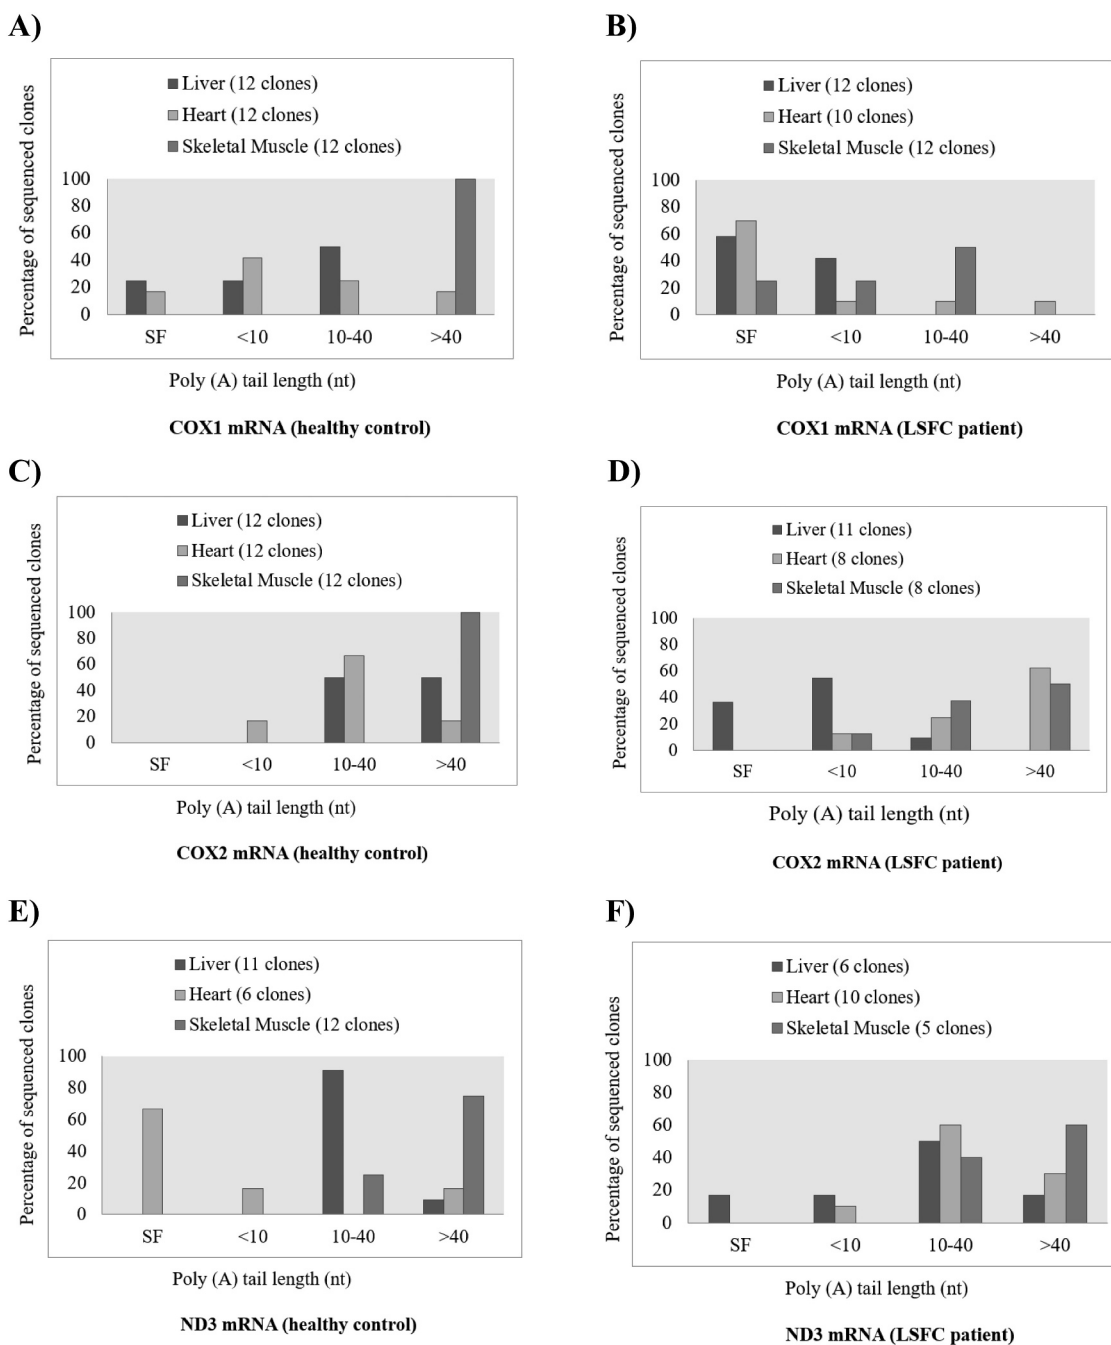 A)
Percentage of sequenced clones
Liver (12 clones)
Heart (12 clones)
Skeletal Muscle (12 clones)
100
80
60
40
20
0
SF <10 10-40 >40
Poly (A) tail length (nt)
COX1 mRNA (healthy control)
B)
Percentage of sequenced clones
Liver (12 clones)
Heart (10 clones)
Skeletal Muscle (12 clones)
100
80
60
40
20
0
SF <10 10-40 >40
Poly (A) tail length (nt)
COX1 mRNA (LSFC patient)
C)
Percentage of sequenced clones
Liver (12 clones)
Heart (12 clones)
Skeletal Muscle (12 clones)
100
80
60
40
20
0
SF <10 10-40 >40
Poly (A) tail length (nt)
COX2 mRNA (healthy control)
D)
Percentage of sequenced clones
Liver (11 clones)
Heart (8 clones)
Skeletal Muscle (8 clones)
100
80
60
40
20
0
SF <10 10-40 >40
Poly (A) tail length (nt)
COX2 mRNA (LSFC patient)
E)
Percentage of sequenced clones
Liver (11 clones)
Heart (6 clones)
Skeletal Muscle (12 clones)
100
80
60
40
20
0
SF <10 10-40 >40
Poly (A) tail length (nt)
ND3 mRNA (healthy control)
F)
Percentage of sequenced clones
Liver (6 clones)
Heart (10 clones)
Skeletal Muscle (5 clones)
100
80
60
40
20
0
SF <10 10-40 >40
Poly (A) tail length (nt)
ND3 mRNA (LSFC patient)